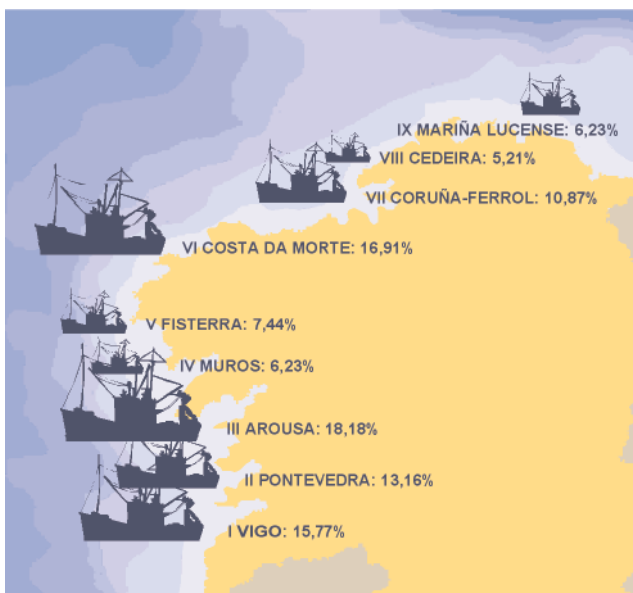 IX MARIÑA LUCENSE: 6,23%
VIII CEDEIRA: 5,21%
VII CORUÑA-FERROL: 10,87%
VI COSTA DA MORTE: 16,91%
V FISTERRA: 7,44%
IV MUROS: 6,23%
III AROUSA: 18,18%
II PONTEVEDRA: 13,16%
I VIGO: 15,77%